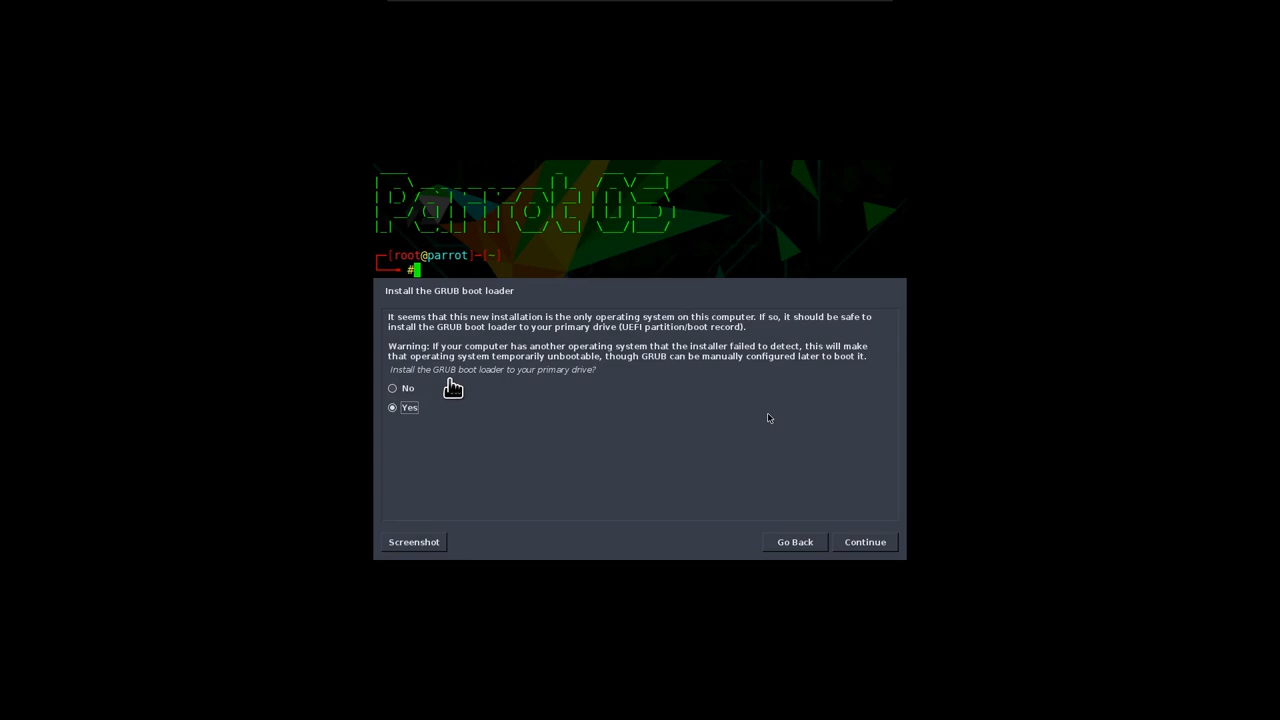 Parrot OS
[root@parrot]-[~]
#
Install the GRUB boot loader
It seems that this new installation is the only operating system on this computer. If so, it should be safe to
install the GRUB boot loader to your primary drive (UEFI partition/boot record).
Warning: If your computer has another operating system that the installer failed to detect, this will make
that operating system temporarily unbootable, though GRUB can be manually configured later to boot it.
Install the GRUB boot loader to your primary drive?
No
Yes
Screenshot
Go Back
Continue